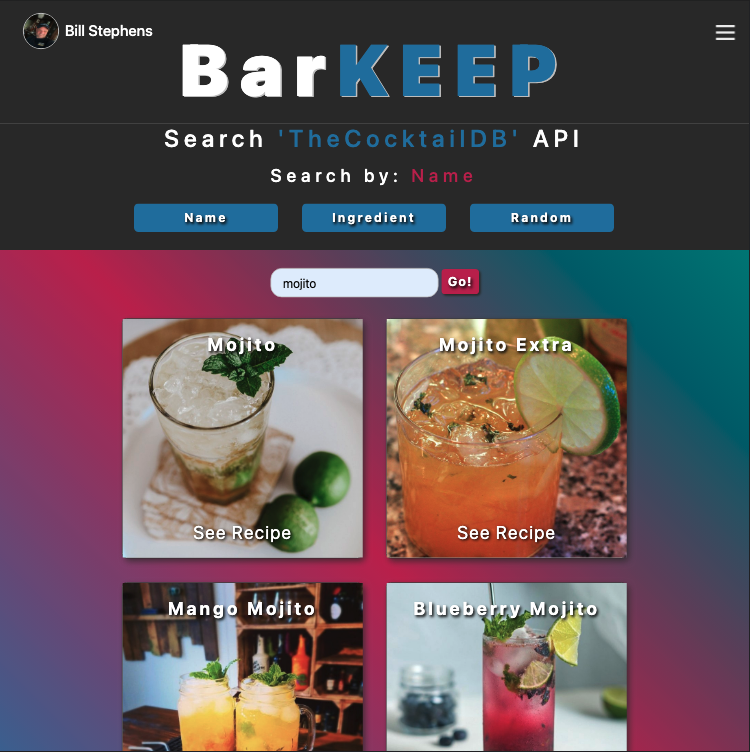 Bill Stephens
BarKEEP
Search 'TheCocktailDB' API
Search by: Name
Name Ingredient Random
mojito Go!
Mojito Mojito Extra
See Recipe See Recipe
Mango Mojito Blueberry Mojito